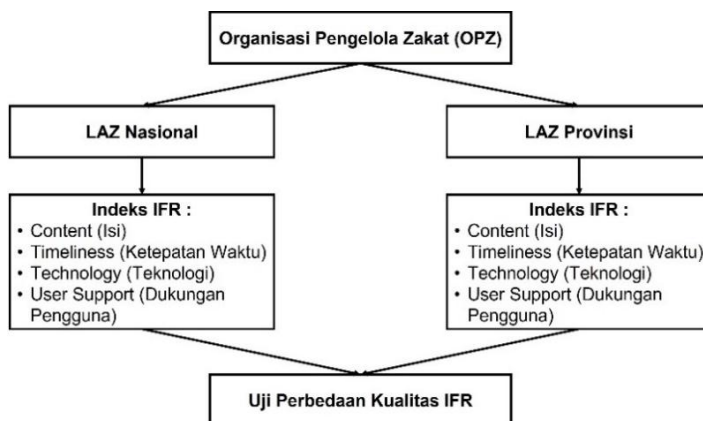 Organisasi Pengelola Zakat (OPZ)
LAZ Nasional
LAZ Provinsi
Indeks IFR :
• Content (Isi)
• Timeliness (Ketepatan Waktu)
• Technology (Teknologi)
• User Support (Dukungan
Pengguna)
Indeks IFR :
• Content (Isi)
• Timeliness (Ketepatan Waktu)
• Technology (Teknologi)
• User Support (Dukungan
Pengguna)
Uji Perbedaan Kualitas IFR